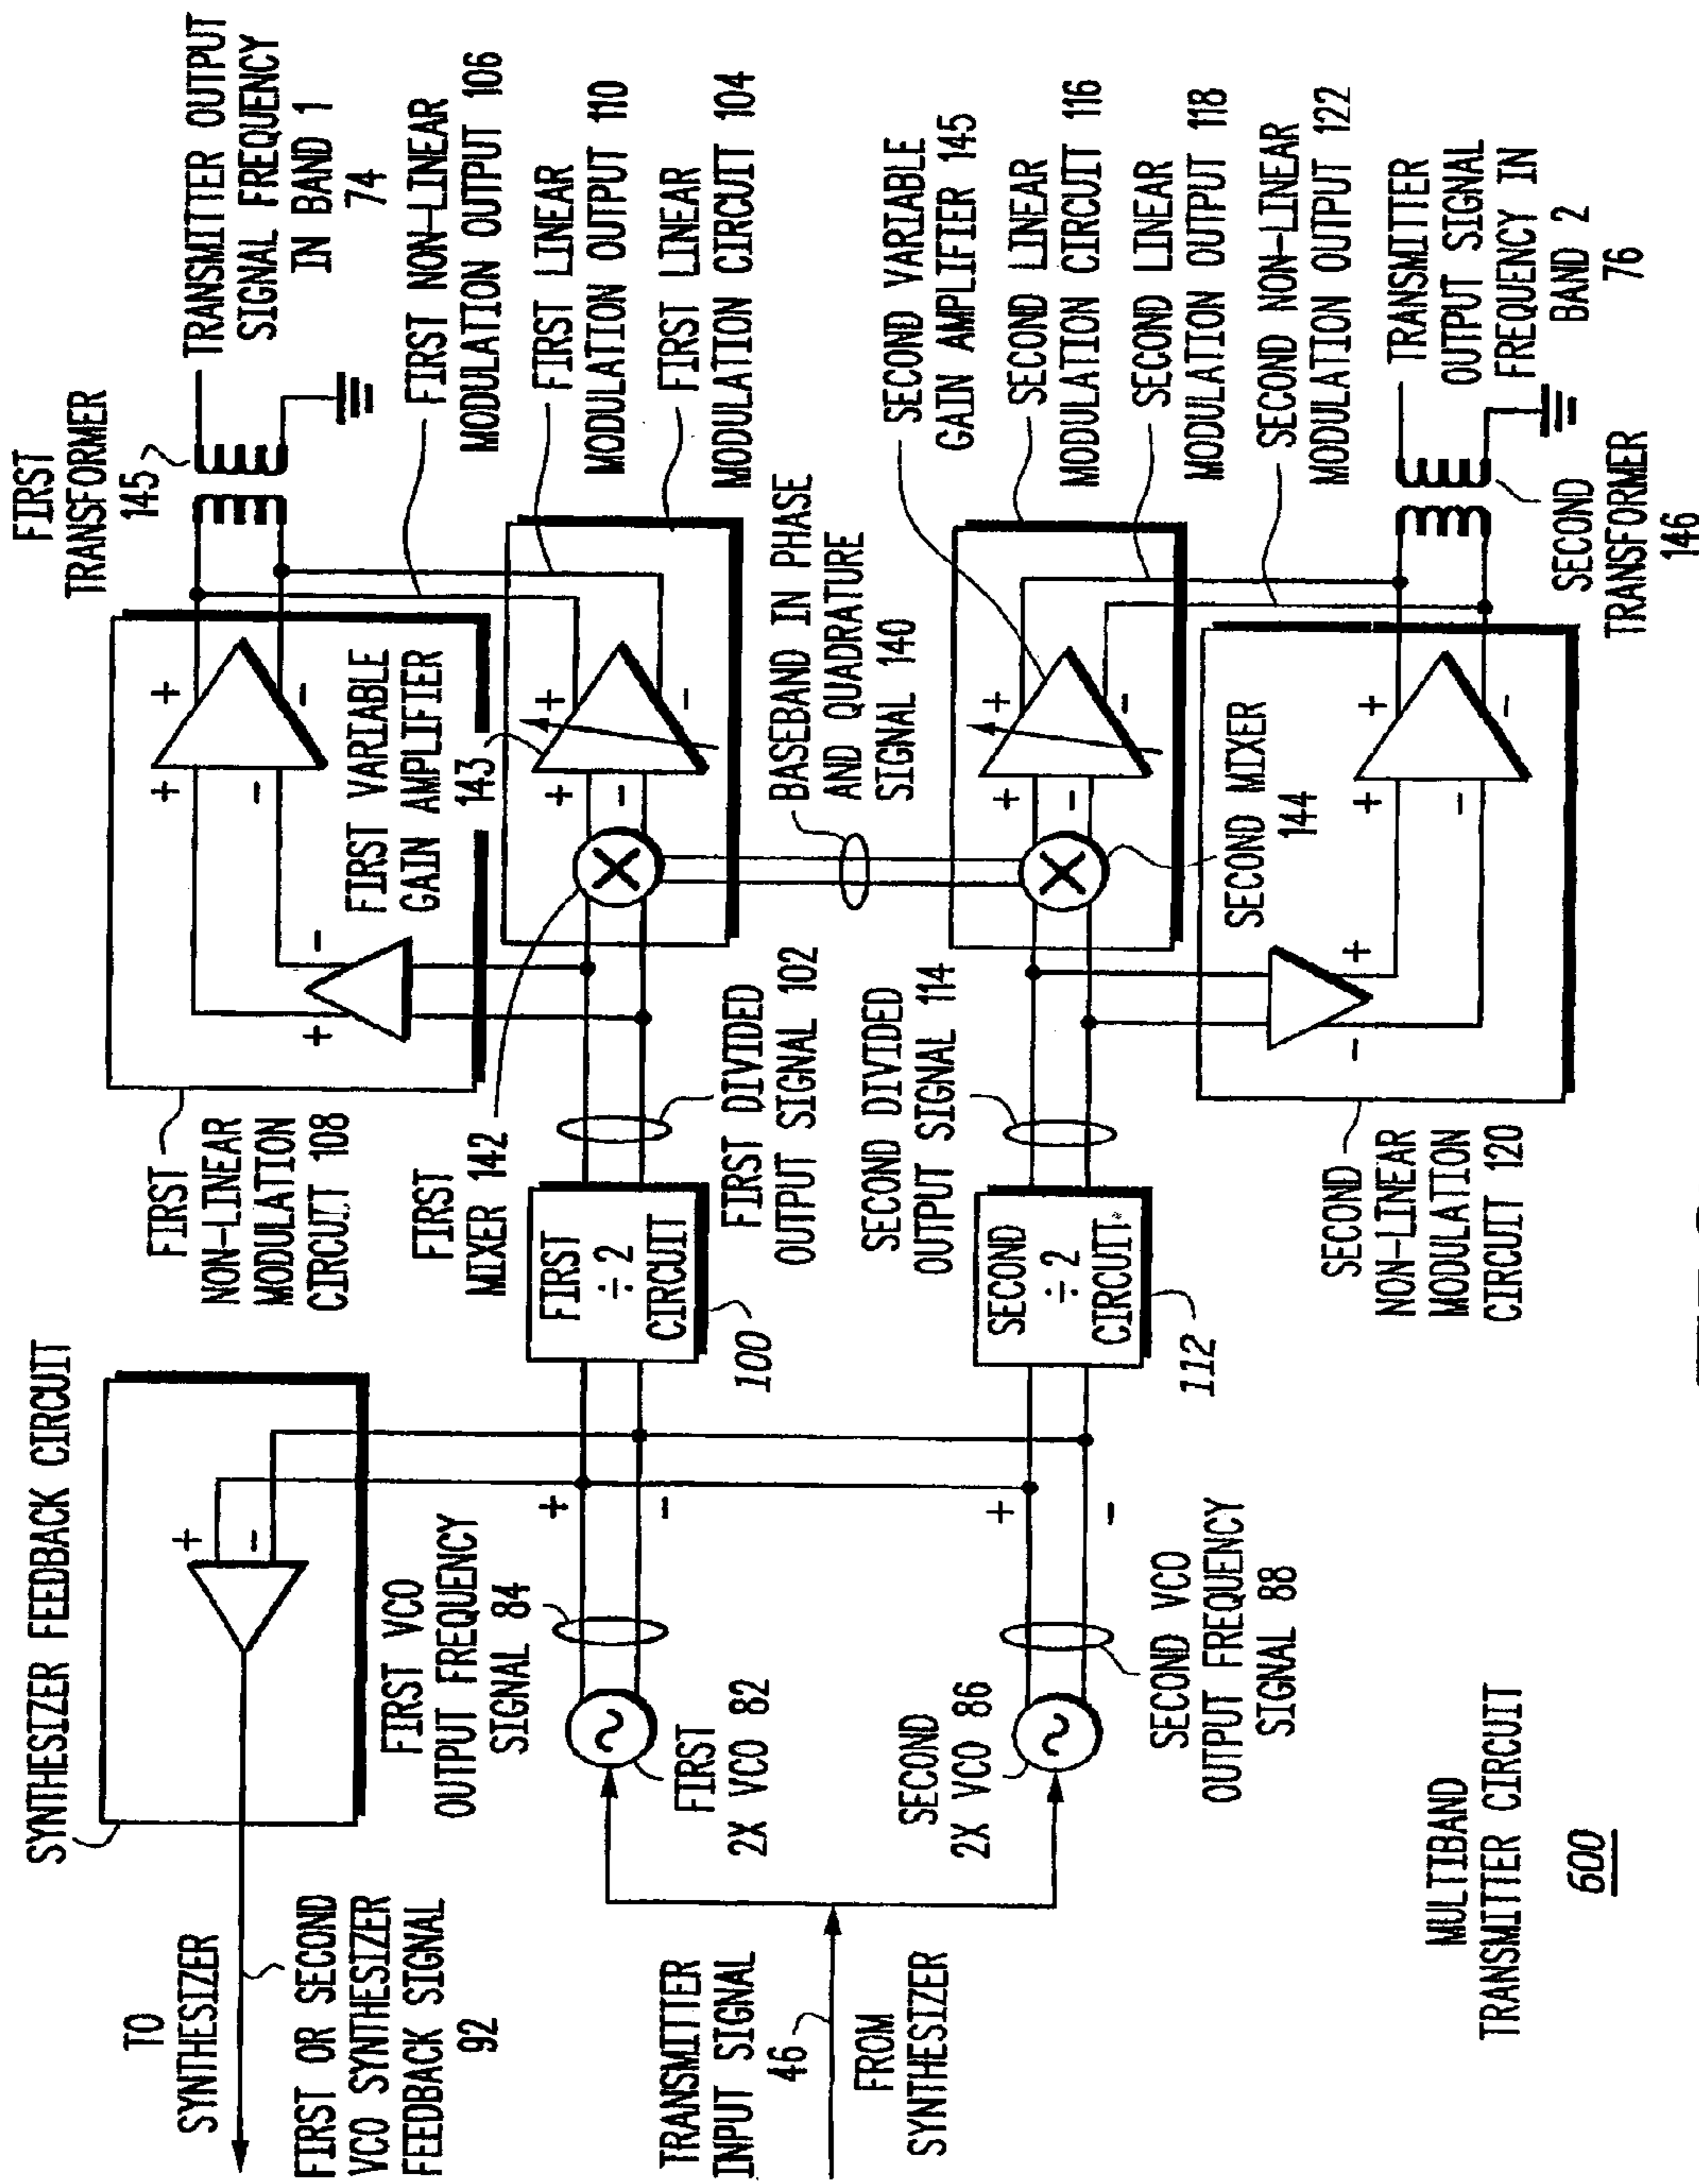 SYNTHESIZER FEEDBACK CIRCUIT
TO
SYNTHESIZER
FIRST OR SECOND
VCO SYNTHESIZER
FEEDBACK SIGNAL
92
+
-
FIRST
NON-LINEAR
MODULATION
CIRCUIT 108
+
-
+
-
+
-
FIRST VARIABLE
GAIN AMPLIFIER
143
FIRST
TRANSFORMER
145
TRANSMITTER OUTPUT
SIGNAL FREQUENCY
IN BAND 1
74
FIRST NON-LINEAR
MODULATION OUTPUT 106
FIRST LINEAR
MODULATION OUTPUT 110
FIRST LINEAR
MODULATION CIRCUIT 104
FIRST VCO
OUTPUT FREQUENCY
SIGNAL 84
+
-
FIRST
2X VCO 82
FIRST
÷ 2
CIRCUIT
100
FIRST
MIXER 142
FIRST DIVIDED
OUTPUT SIGNAL 102
+
-
+
-
BASEBAND IN PHASE
AND QUADRATURE
SIGNAL 140
TRANSMITTER
INPUT SIGNAL
46
FROM
SYNTHESIZER
SECOND
2X VCO 86
+
-
SECOND VCO
OUTPUT FREQUENCY
SIGNAL 88
SECOND
÷ 2
CIRCUIT
112
SECOND DIVIDED
OUTPUT SIGNAL 114
+
-
+
-
SECOND VARIABLE
GAIN AMPLIFIER 145
SECOND LINEAR
MODULATION CIRCUIT 116
SECOND LINEAR
MODULATION OUTPUT 118
SECOND NON-LINEAR
MODULATION OUTPUT 122
SECOND MIXER
144
-
+
+
-
+
-
SECOND
NON-LINEAR
MODULATION
CIRCUIT 120
TRANSMITTER
OUTPUT SIGNAL
FREQUENCY IN
BAND 2
76
SECOND
TRANSFORMER
146
MULTIBAND
TRANSMITTER CIRCUIT
600